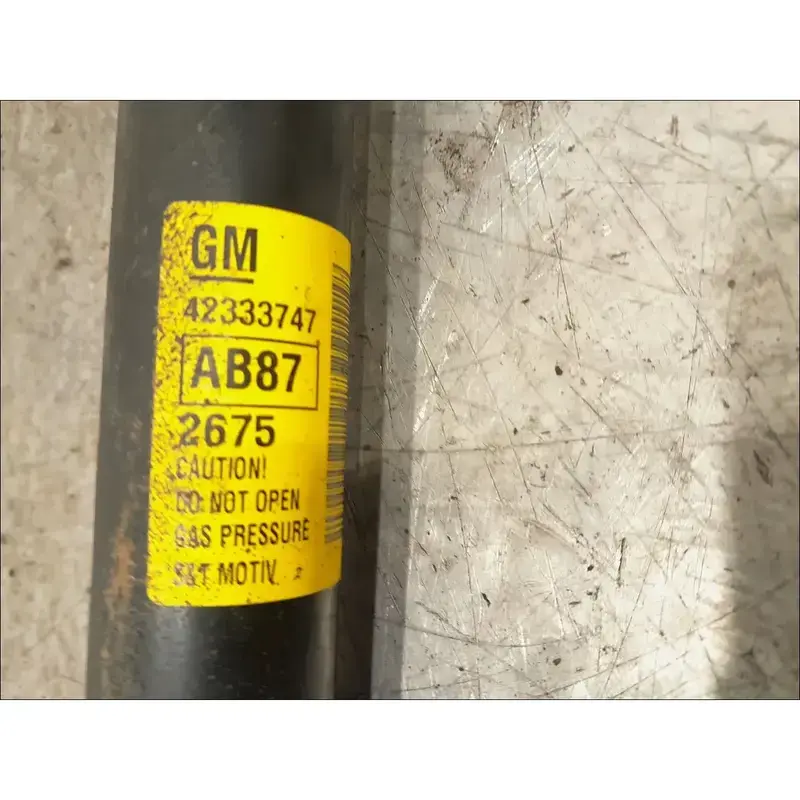 GM
42333747
AB87
2675
CAUTION!
DO NOT OPEN
GAS PRESSURE
S&T MOTIV